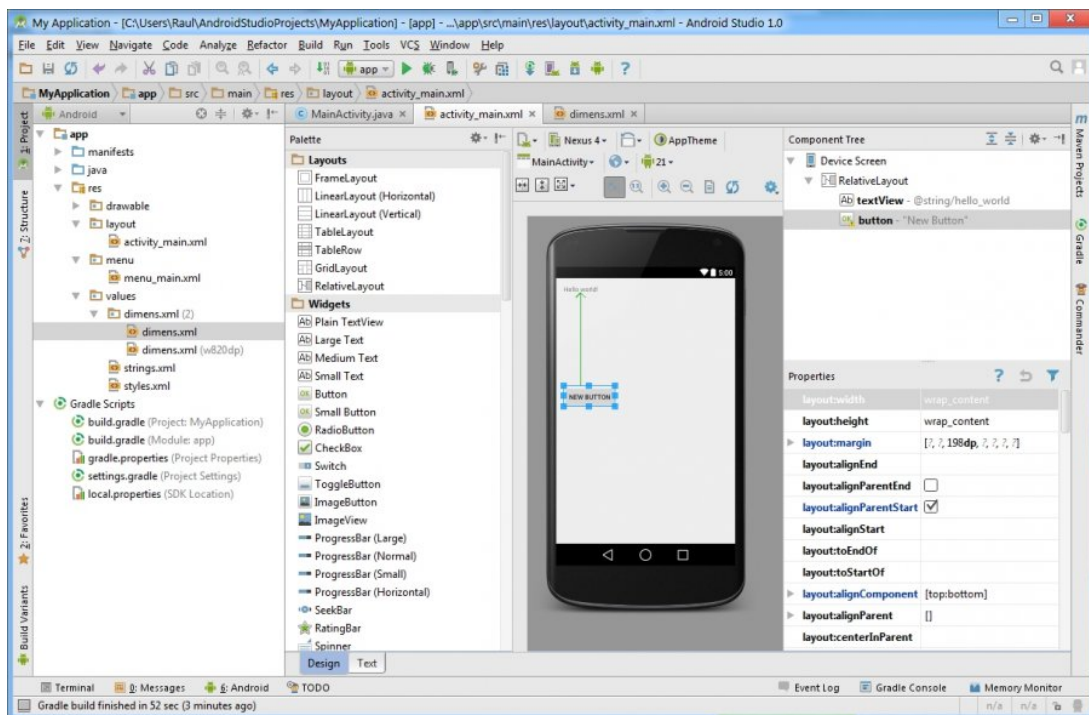 My Application - [C:\Users\Raul\AndroidStudioProjects\MyApplication] - [app] - ...\app\src\main\res\layout\activity_main.xml - Android Studio 1.0
File Edit View Navigate Code Analyze Refactor Build Run Tools VCS Window Help
app
MyApplication app src main res layout activity_main.xml
1: Project
Z: Structure
2: Favorites
Build Variants
Android
app
manifests
java
res
drawable
layout
activity_main.xml
menu
menu_main.xml
values
dimens.xml (2)
dimens.xml
dimens.xml (w820dp)
strings.xml
styles.xml
Gradle Scripts
build.gradle (Project: MyApplication)
build.gradle (Module: app)
gradle.properties (Project Properties)
settings.gradle (Project Settings)
local.properties (SDK Location)
MainActivity.java activity_main.xml dimens.xml
Palette
Layouts
FrameLayout
LinearLayout (Horizontal)
LinearLayout (Vertical)
TableLayout
TableRow
GridLayout
RelativeLayout
Widgets
Ab Plain TextView
Ab Large Text
Ab Medium Text
Ab Small Text
OK Button
OK Small Button
RadioButton
CheckBox
Switch
ToggleButton
ImageButton
ImageView
ProgressBar (Large)
ProgressBar (Normal)
ProgressBar (Small)
ProgressBar (Horizontal)
SeekBar
RatingBar
Spinner
Design Text
Nexus 4 AppTheme
MainActivity 21
5:00
Hello world!
NEW BUTTON
Component Tree
Device Screen
RelativeLayout
Ab textView - @string/hello_world
OK button - "New Button"
Properties
layout:width wrap_content
layout:height wrap_content
layout:margin [?, ?, 198dp, ?, ?, ?, ?]
layout:alignEnd
layout:alignParentEnd
layout:alignParentStart
layout:alignStart
layout:toEndOf
layout:toStartOf
layout:alignComponent [top:bottom]
layout:alignParent []
layout:centerInParent
Maven Projects
Gradle
Commander
Terminal 0: Messages 6: Android TODO Event Log Gradle Console Memory Monitor
Gradle build finished in 52 sec (3 minutes ago) n/a n/a